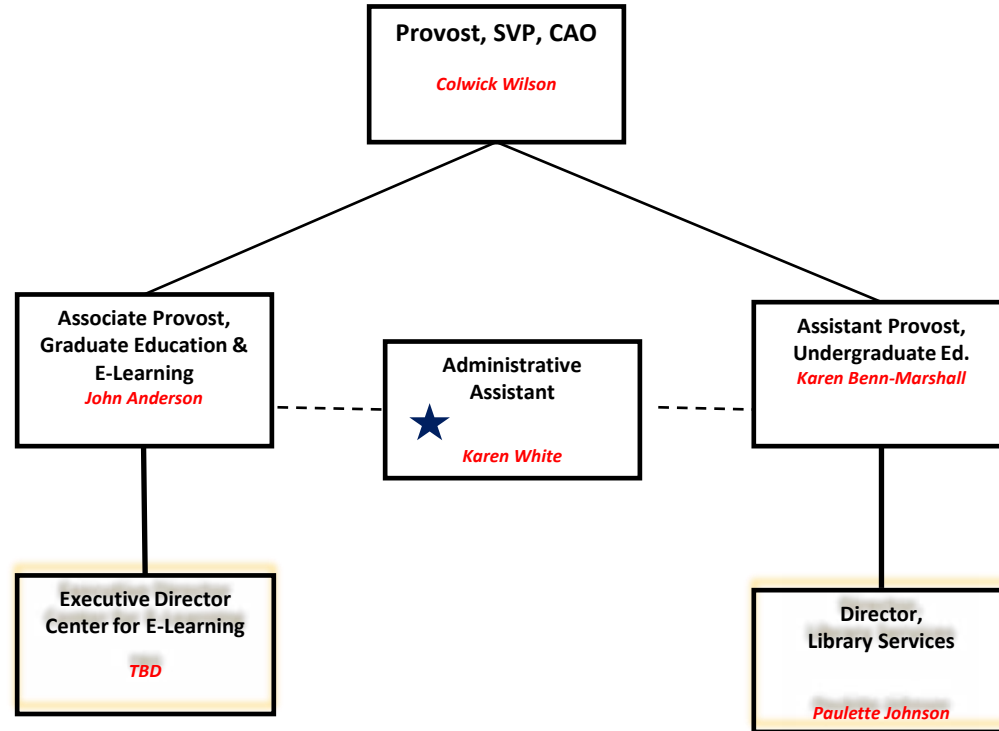 Provost, SVP, CAO
Colwick Wilson
Associate Provost,
Graduate Education &
E-Learning
John Anderson
Administrative
Assistant
Karen White
Assistant Provost,
Undergraduate Ed.
Karen Benn-Marshall
Executive Director
Center for E-Learning
TBD
Director,
Library Services
Paulette Johnson